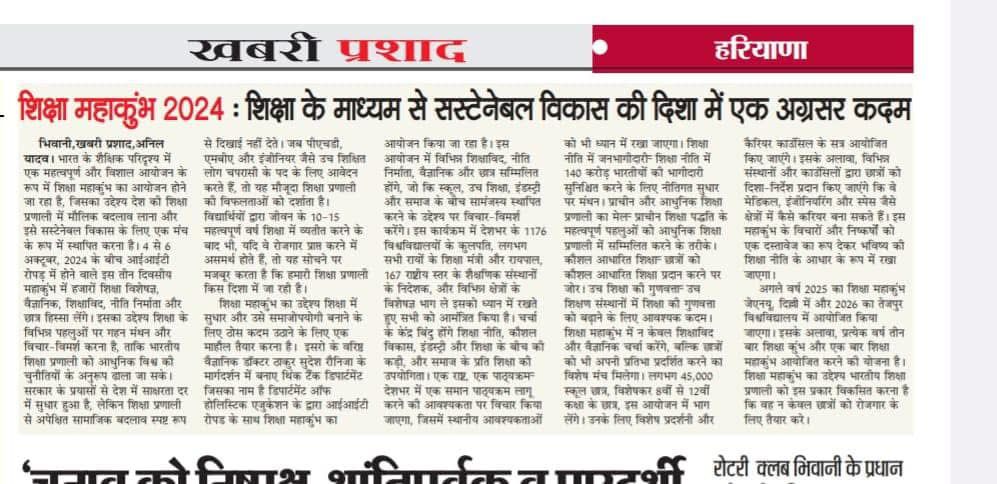 खबरी प्रशाद
हरियाणा
शिक्षा महाकुंभ 2024 : शिक्षा के माध्यम से सस्टेनेबल विकास की दिशा में एक अग्रसर कदम
भिवानी,खबरी प्रशाद,अनिल
यादव। भारत के शैक्षिक परिदृश्य में
एक महत्वपूर्ण और विशाल आयोजन के
रूप में शिक्षा महाकुंभ का आयोजन होने
जा रहा है, जिसका उद्देश्य देश की शिक्षा
प्रणाली में मौलिक बदलाव लाना और
इसे सस्टेनेबल विकास के लिए एक मंच
के रूप में स्थापित करना है। 4 से 6
अक्टूबर, 2024 के बीच आईआईटी
रोपड़ में होने वाले इस तीन दिवसीय
महाकुंभ में हजारों शिक्षा विशेषज्ञ,
वैज्ञानिक, शिक्षाविद, नीति निर्माता और
छात्र हिस्सा लेंगे। इसका उद्देश्य शिक्षा के
विभिन्न पहलुओं पर गहन मंथन और
विचार-विमर्श करना है, ताकि भारतीय
शिक्षा प्रणाली को आधुनिक विश्व की
चुनौतियों के अनुरूप ढाला जा सके।
सरकार के प्रयासों से देश में साक्षरता दर
में सुधार हुआ है, लेकिन शिक्षा प्रणाली
से अपेक्षित सामाजिक बदलाव स्पष्ट रूप
से दिखाई नहीं देते। जब पीएचडी,
एमबीए और इंजीनियर जैसे उच शिक्षित
लोग चपरासी के पद के लिए आवेदन
करते हैं, तो यह मौजूदा शिक्षा प्रणाली
की विफलताओं को दर्शाता है।
विद्यार्थियों द्वारा जीवन के 10-15
महत्वपूर्ण वर्ष शिक्षा में व्यतीत करने के
बाद भी, यदि वे रोजगार प्राप्त करने में
असमर्थ होते हैं, तो यह सोचने पर
मजबूर करता है कि हमारी शिक्षा प्रणाली
किस दिशा में जा रही है।
शिक्षा महाकुंभ का उद्देश्य शिक्षा में
सुधार और उसे समाजोपयोगी बनाने के
लिए ठोस कदम उठाने के लिए एक
माहौल तैयार करना है। इसरो के वरिष्ठ
वैज्ञानिक डॉक्टर ठाकुर सुदेश रौनिजा के
मार्गदर्शन में बनाए थिंक टैंक डिपार्टमेंट
जिसका नाम है डिपार्टमेंट ऑफ
होलिस्टिक एजुकेशन के द्वारा आईआईटी
रोपड के साथ शिक्षा महाकुंभ का
आयोजन किया जा रहा है। इस
आयोजन में विभिन्न शिक्षाविद, नीति
निर्माता, वैज्ञानिक और छात्र सम्मिलित
होंगे, जो कि स्कूल, उच शिक्षा, इंडस्ट्री
और समाज के बीच सामंजस्य स्थापित
करने के उद्देश्य पर विचार-विमर्श
करेंगे। इस कार्यक्रम में देशभर के 1176
विश्वविद्यालयों के कुलपति, लगभग
सभी रायों के शिक्षा मंत्री और रायपाल,
167 राष्ट्रीय स्तर के शैक्षणिक संस्थानों
के निदेशक, और विभिन्न क्षेत्रों के
विशेषज्ञ भाग ले इसको ध्यान में रखते
हुए सभी को आमंत्रित किया है। चर्चा
के केंद्र बिंदु होंगे शिक्षा नीति, कौशल
विकास, इंडस्ट्री और शिक्षा के बीच की
कड़ी, और समाज के प्रति शिक्षा की
उपयोगिता। एक राष्ट्र, एक पाठ्यक्रम
देशभर में एक समान पाठ्यक्रम लागू
करने की आवश्यकता पर विचार किया
जाएगा, जिसमें स्थानीय आवश्यकताओं
को भी ध्यान में रखा जाएगा। शिक्षा
नीति में जनभागीदारी शिक्षा नीति में
140 करोड़ भारतीयों की भागीदारी
सुनिश्चित करने के लिए नीतिगत सुधार
पर मंथन। प्राचीन और आधुनिक शिक्षा
प्रणाली का मेल प्राचीन शिक्षा पद्धति के
महत्वपूर्ण पहलुओं को आधुनिक शिक्षा
प्रणाली में सम्मिलित करने के तरीके।
कौशल आधारित शिक्षा छात्रों को
कौशल आधारित शिक्षा प्रदान करने पर
जोर। उच शिक्षा की गुणवत्ता उच
शिक्षण संस्थानों में शिक्षा की गुणवत्ता
को बढ़ाने के लिए आवश्यक कदम।
शिक्षा महाकुंभ में न केवल शिक्षाविद
और वैज्ञानिक चर्चा करेंगे, बल्कि छात्रों
को भी अपनी प्रतिभा प्रदर्शित करने का
विशेष मंच मिलेगा। लगभग 45,000
स्कूल छात्र, विशेषकर 8वीं से 12वीं
कक्षा के छात्र, इस आयोजन में भाग
लेंगे। उनके लिए विशेष प्रदर्शनी और
कैरियर काउंसिल के सत्र आयोजित
किए जाएंगे। इसके अलावा, विभिन्न
संस्थानों और काउंसिलों द्वारा छात्रों को
दिशा-निर्देश प्रदान किए जाएंगे कि वे
मेडिकल, इंजीनियरिंग और स्पेस जैसे
क्षेत्रों में कैसे करियर बना सकते हैं। इस
महाकुंभ के विचारों और निष्कर्षों को
एक दस्तावेज का रूप देकर भविष्य की
शिक्षा नीति के आधार के रूप में रखा
जाएगा।
अगले वर्ष 2025 का शिक्षा महाकुंभ
जेएनयू, दिल्ली में और 2026 का तेजपुर
विश्वविद्यालय में आयोजित किया
जाएगा। इसके अलावा, प्रत्येक वर्ष तीन
बार शिक्षा कुंभ और एक बार शिक्षा
महाकुंभ आयोजित करने की योजना है।
शिक्षा महाकुंभ का उद्देश्य भारतीय शिक्षा
प्रणाली को इस प्रकार विकसित करना है
कि वह न केवल छात्रों को रोजगार के
लिए तैयार करे।
'चुनाव को निष्पक्ष, शांतिपूर्वक व पारदर्शी
रोटरी क्लब भिवानी के प्रधान